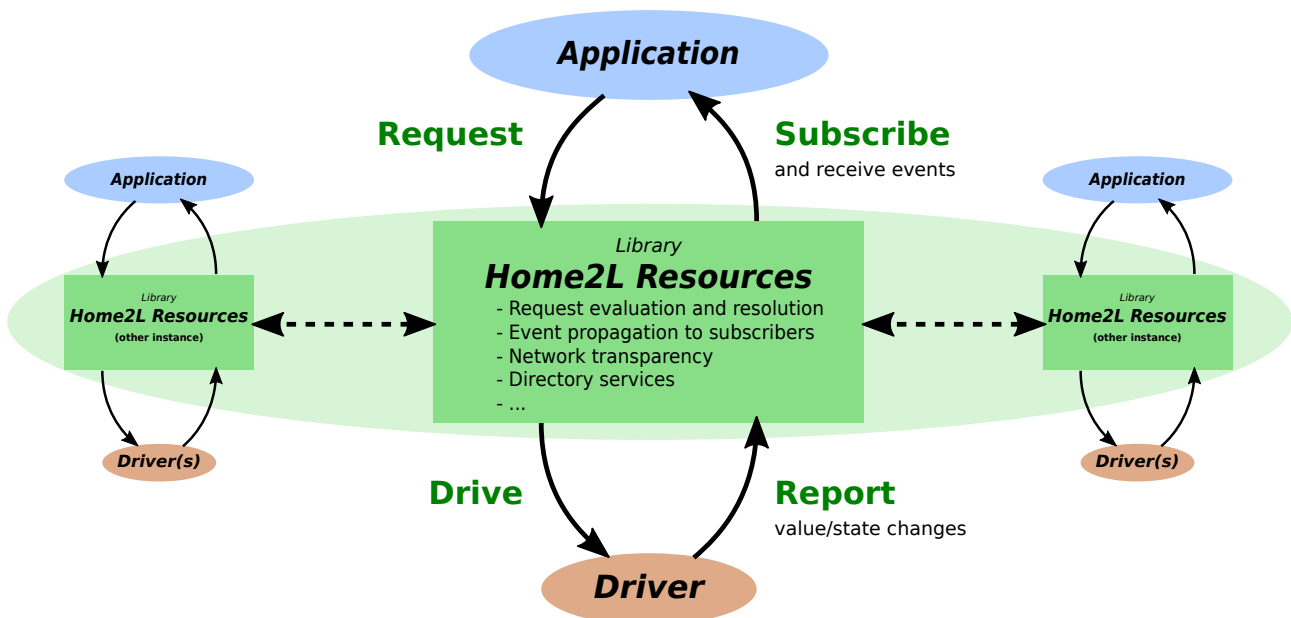 Application
Request
Subscribe
and receive events
Application
Library
Home2L Resources
(other instance)
Driver(s)
Library
Home2L Resources
- Request evaluation and resolution
- Event propagation to subscribers
- Network transparency
- Directory services
- ...
Application
Library
Home2L Resources
(other instance)
Driver(s)
Drive
Report
value/state changes
Driver